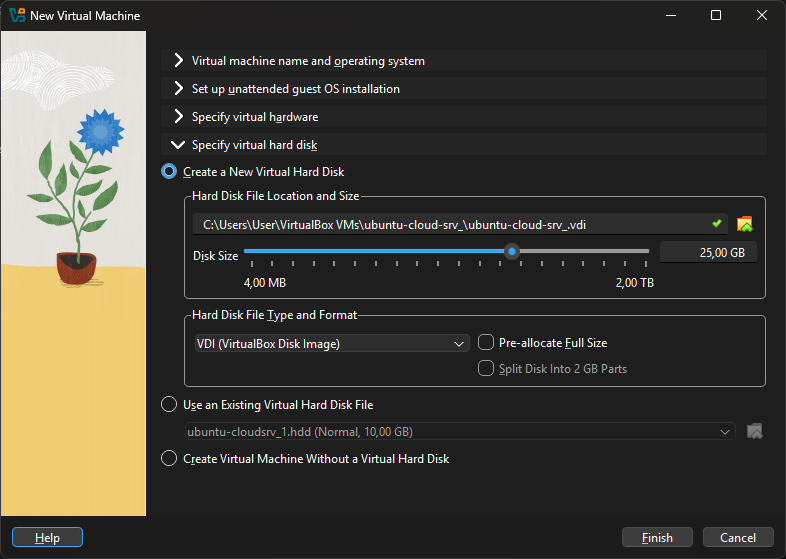 New Virtual Machine
Virtual machine name and operating system
Set up unattended guest OS installation
Specify virtual hardware
Specify virtual hard disk
Create a New Virtual Hard Disk
Hard Disk File Location and Size
C:\Users\User\VirtualBox VMs\ubuntu-cloud-srv_\ubuntu-cloud-srv_.vdi
Disk Size
25,00 GB
4,00 MB
2,00 TB
Hard Disk File Type and Format
VDI (VirtualBox Disk Image)
Pre-allocate Full Size
Split Disk Into 2 GB Parts
Use an Existing Virtual Hard Disk File
ubuntu-cloudsrv_1.hdd (Normal, 10,00 GB)
Create Virtual Machine Without a Virtual Hard Disk
Help
Finish
Cancel